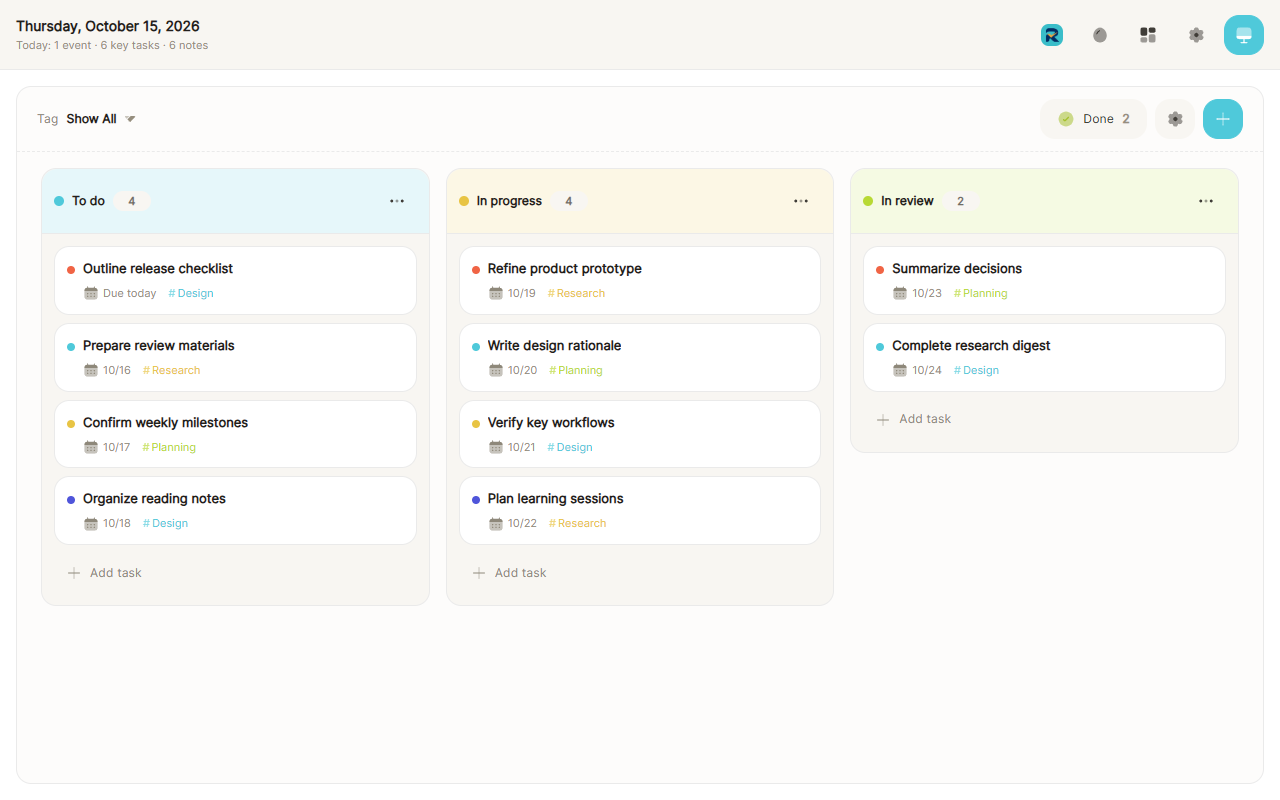 Thursday, October 15, 2026
Today: 1 event · 6 key tasks · 6 notes
R
Tag Show All
Done 2
To do 4
Outline release checklist
Due today #Design
Prepare review materials
10/16 #Research
Confirm weekly milestones
10/17 #Planning
Organize reading notes
10/18 #Design
Add task
In progress 4
Refine product prototype
10/19 #Research
Write design rationale
10/20 #Planning
Verify key workflows
10/21 #Design
Plan learning sessions
10/22 #Research
Add task
In review 2
Summarize decisions
10/23 #Planning
Complete research digest
10/24 #Design
Add task